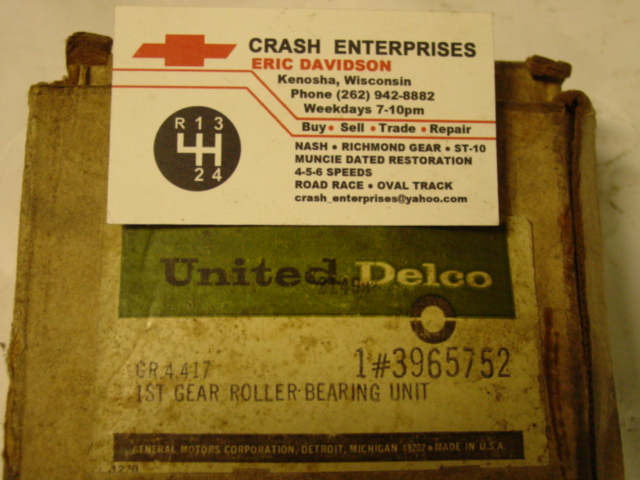 CRASH ENTERPRISES
ERIC DAVIDSON
Kenosha, Wisconsin
Phone (262) 942-8882
Weekdays 7-10pm
Buy • Sell • Trade • Repair
R 1 3
2 4
NASH • RICHMOND GEAR • ST-10
MUNCIE DATED RESTORATION
4-5-6 SPEEDS
ROAD RACE • OVAL TRACK
crash_enterprises@yahoo.com
United Delco
GR.4.417
1#3965752
1ST GEAR ROLLER BEARING UNIT
GENERAL MOTORS CORPORATION, DETROIT, MICHIGAN 48202 • MADE IN U.S.A.